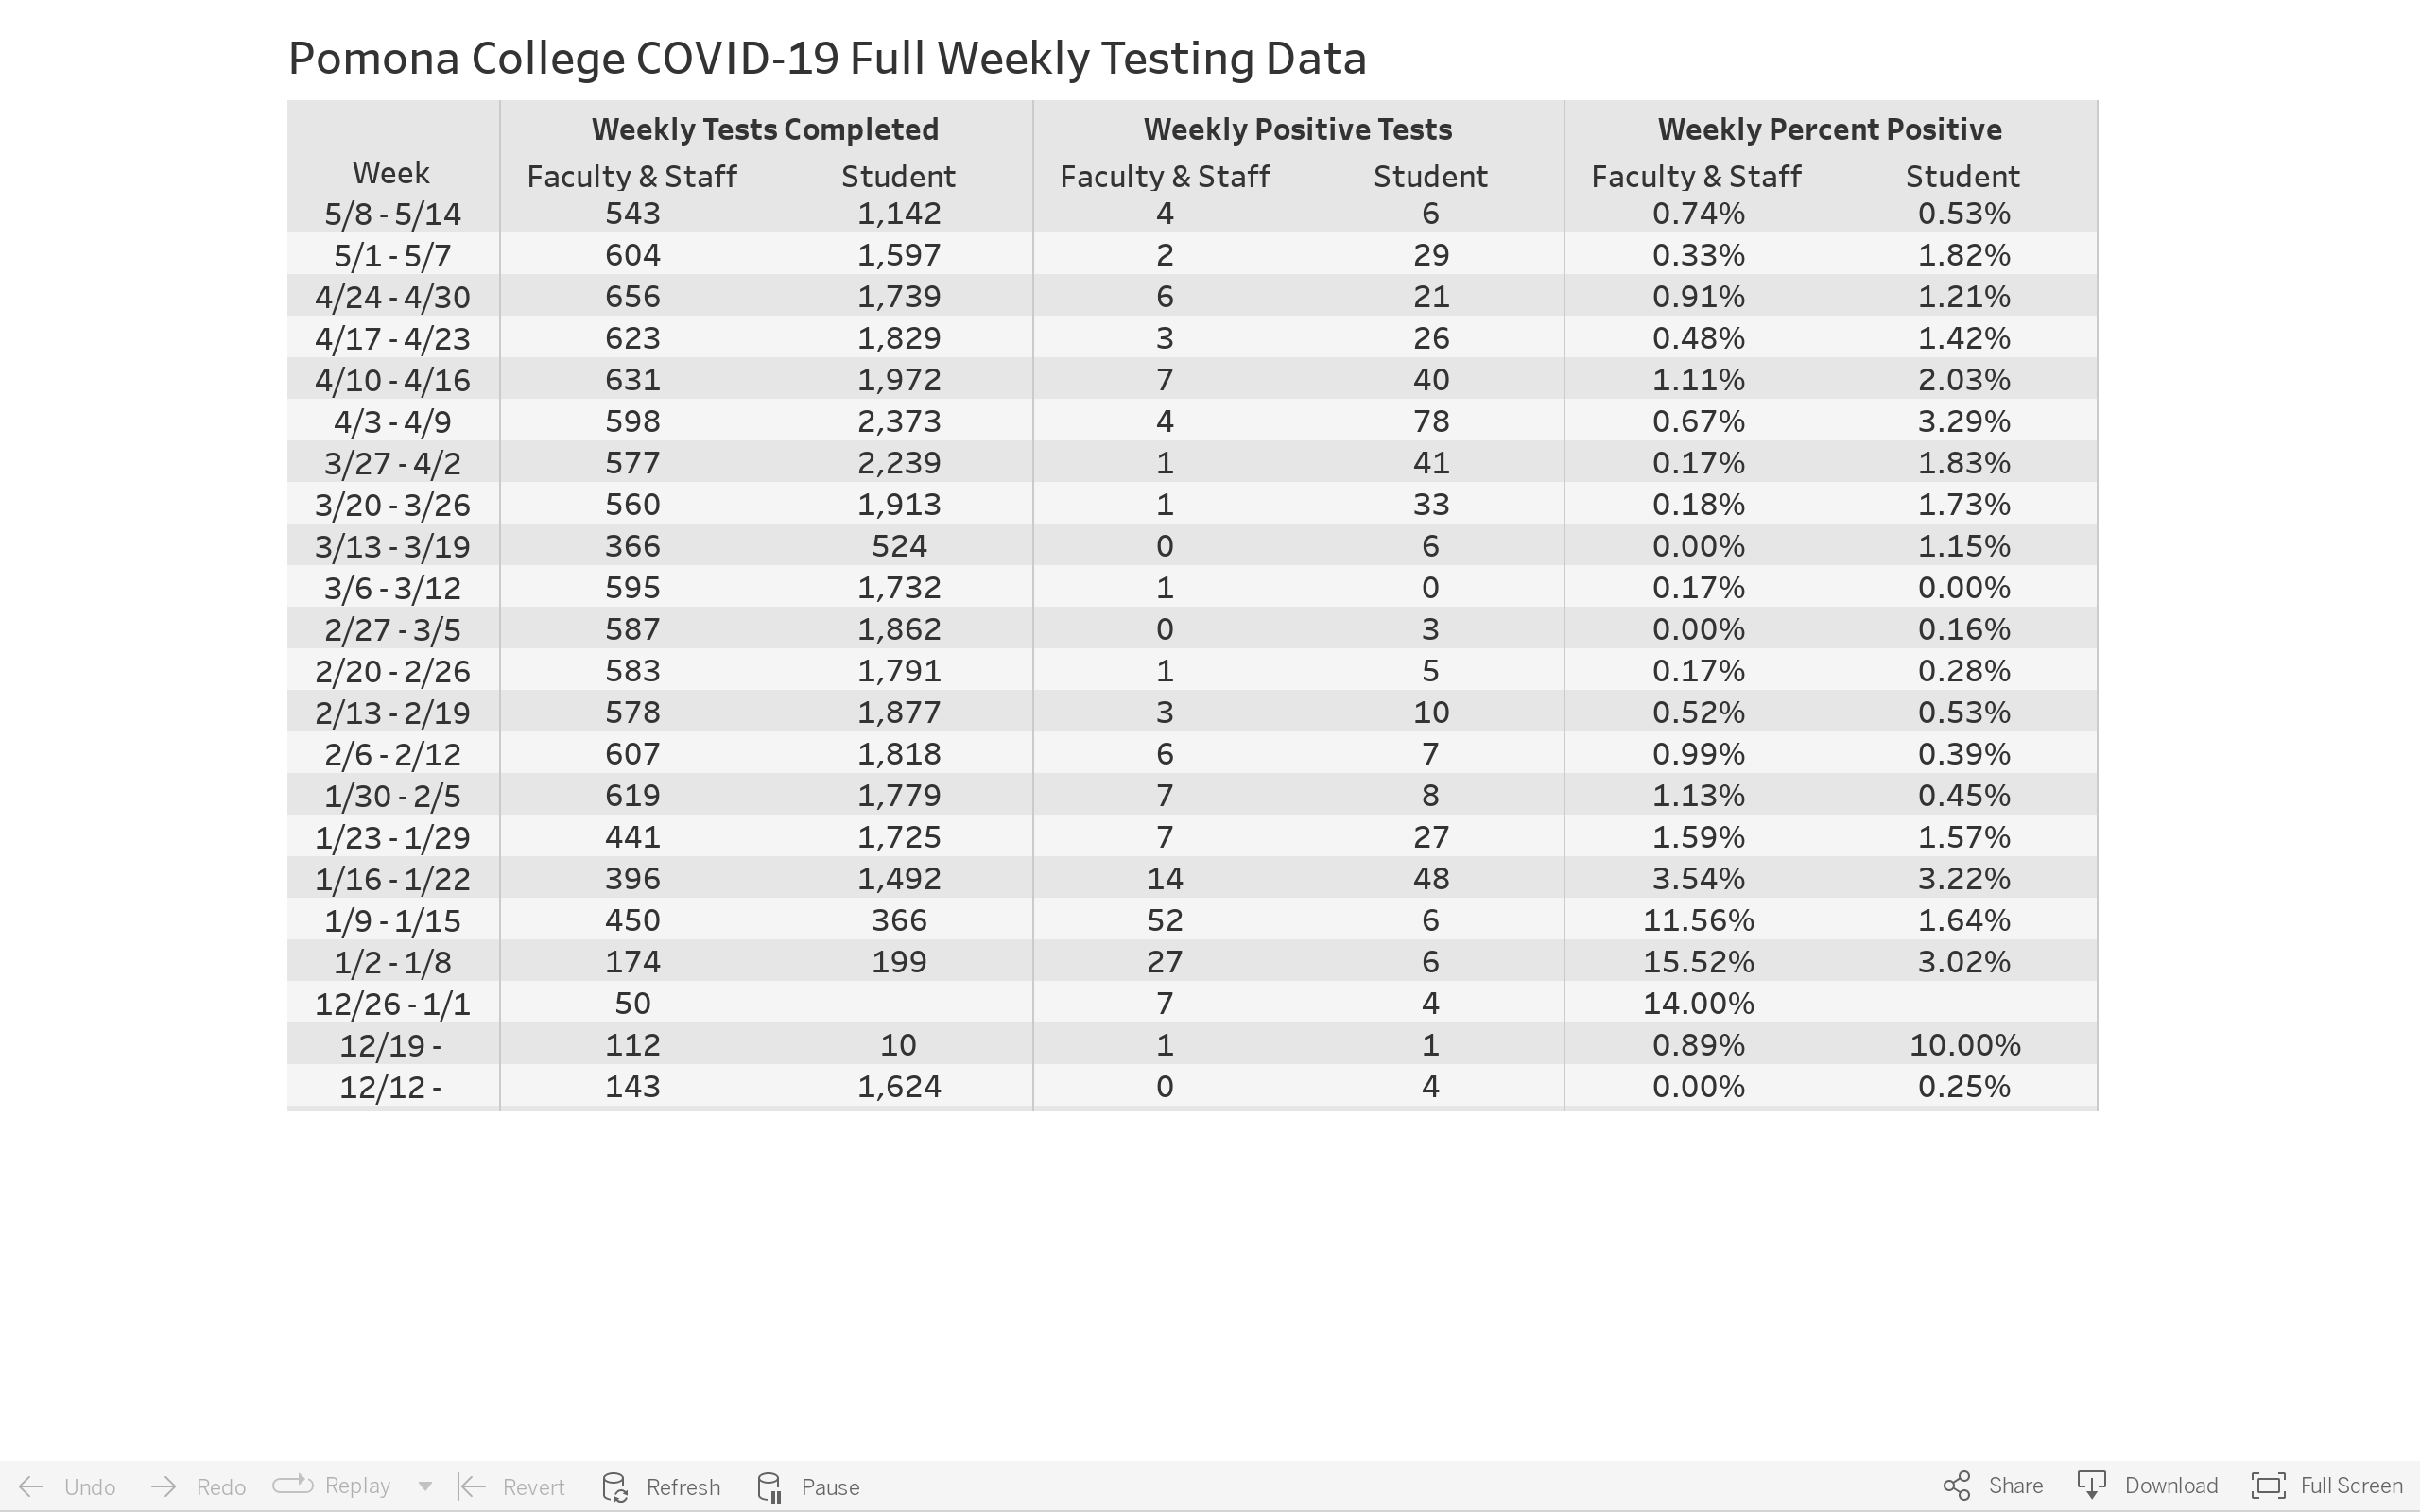 Pomona College COVID-19 Full Weekly Testing Data
Weekly Tests Completed Weekly Positive Tests Weekly Percent Positive
Week Faculty & Staff Student Faculty & Staff Student Faculty & Staff Student
5/8 - 5/14 543 1,142 4 6 0.74% 0.53%
5/1 - 5/7 604 1,597 2 29 0.33% 1.82%
4/24 - 4/30 656 1,739 6 21 0.91% 1.21%
4/17 - 4/23 623 1,829 3 26 0.48% 1.42%
4/10 - 4/16 631 1,972 7 40 1.11% 2.03%
4/3 - 4/9 598 2,373 4 78 0.67% 3.29%
3/27 - 4/2 577 2,239 1 41 0.17% 1.83%
3/20 - 3/26 560 1,913 1 33 0.18% 1.73%
3/13 - 3/19 366 524 0 6 0.00% 1.15%
3/6 - 3/12 595 1,732 1 0 0.17% 0.00%
2/27 - 3/5 587 1,862 0 3 0.00% 0.16%
2/20 - 2/26 583 1,791 1 5 0.17% 0.28%
2/13 - 2/19 578 1,877 3 10 0.52% 0.53%
2/6 - 2/12 607 1,818 6 7 0.99% 0.39%
1/30 - 2/5 619 1,779 7 8 1.13% 0.45%
1/23 - 1/29 441 1,725 7 27 1.59% 1.57%
1/16 - 1/22 396 1,492 14 48 3.54% 3.22%
1/9 - 1/15 450 366 52 6 11.56% 1.64%
1/2 - 1/8 174 199 27 6 15.52% 3.02%
12/26 - 1/1 50 7 4 14.00%
12/19 - 112 10 1 1 0.89% 10.00%
12/12 - 143 1,624 0 4 0.00% 0.25%
Undo Redo Replay Revert Refresh Pause Share Download Full Screen